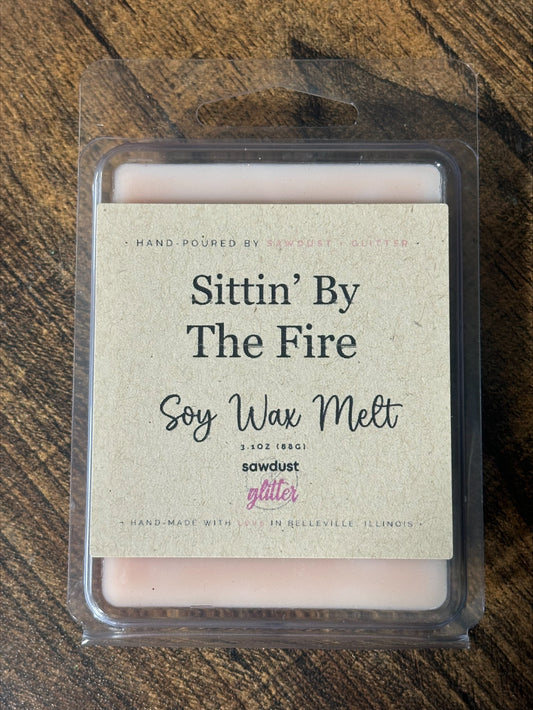 · HAND-POURED BY SAWDUST + GLITTER ·
Sittin' By
The Fire
Soy Wax Melt
3.1OZ (88G)
sawdust
glitter
· HAND-MADE WITH LOVE IN BELLEVILLE, ILLINOIS ·